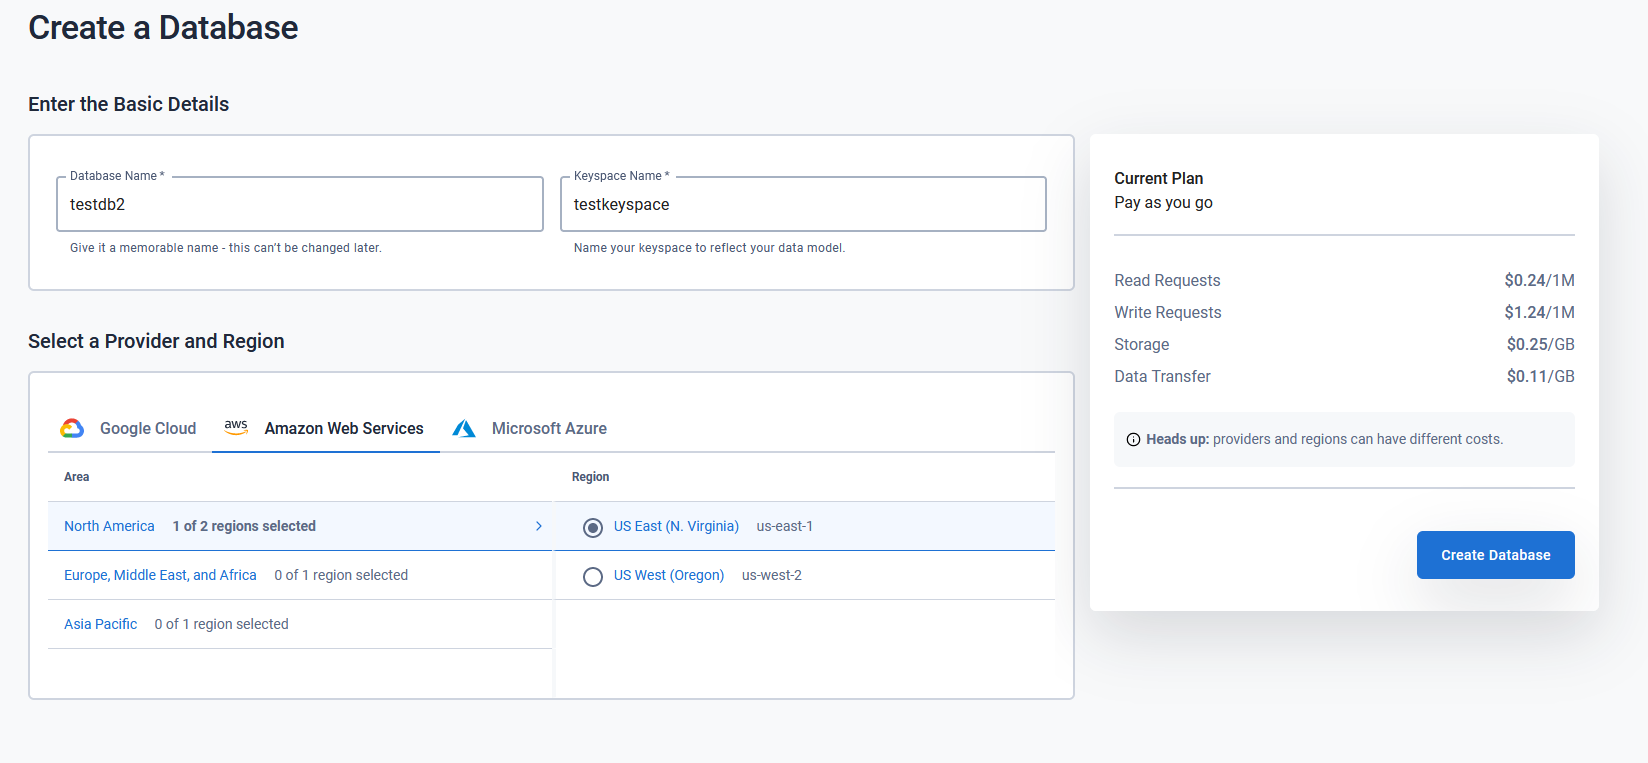 Create a Database
Enter the Basic Details
Database Name *
testdb2
Give it a memorable name - this can't be changed later.
Keyspace Name *
testkeyspace
Name your keyspace to reflect your data model.
Select a Provider and Region
Google Cloud
aws Amazon Web Services
Microsoft Azure
Area
North America 1 of 2 regions selected
Europe, Middle East, and Africa 0 of 1 region selected
Asia Pacific 0 of 1 region selected
Region
US East (N. Virginia) us-east-1
US West (Oregon) us-west-2
Current Plan
Pay as you go
Read Requests $0.24/1M
Write Requests $1.24/1M
Storage $0.25/GB
Data Transfer $0.11/GB
Heads up: providers and regions can have different costs.
Create Database